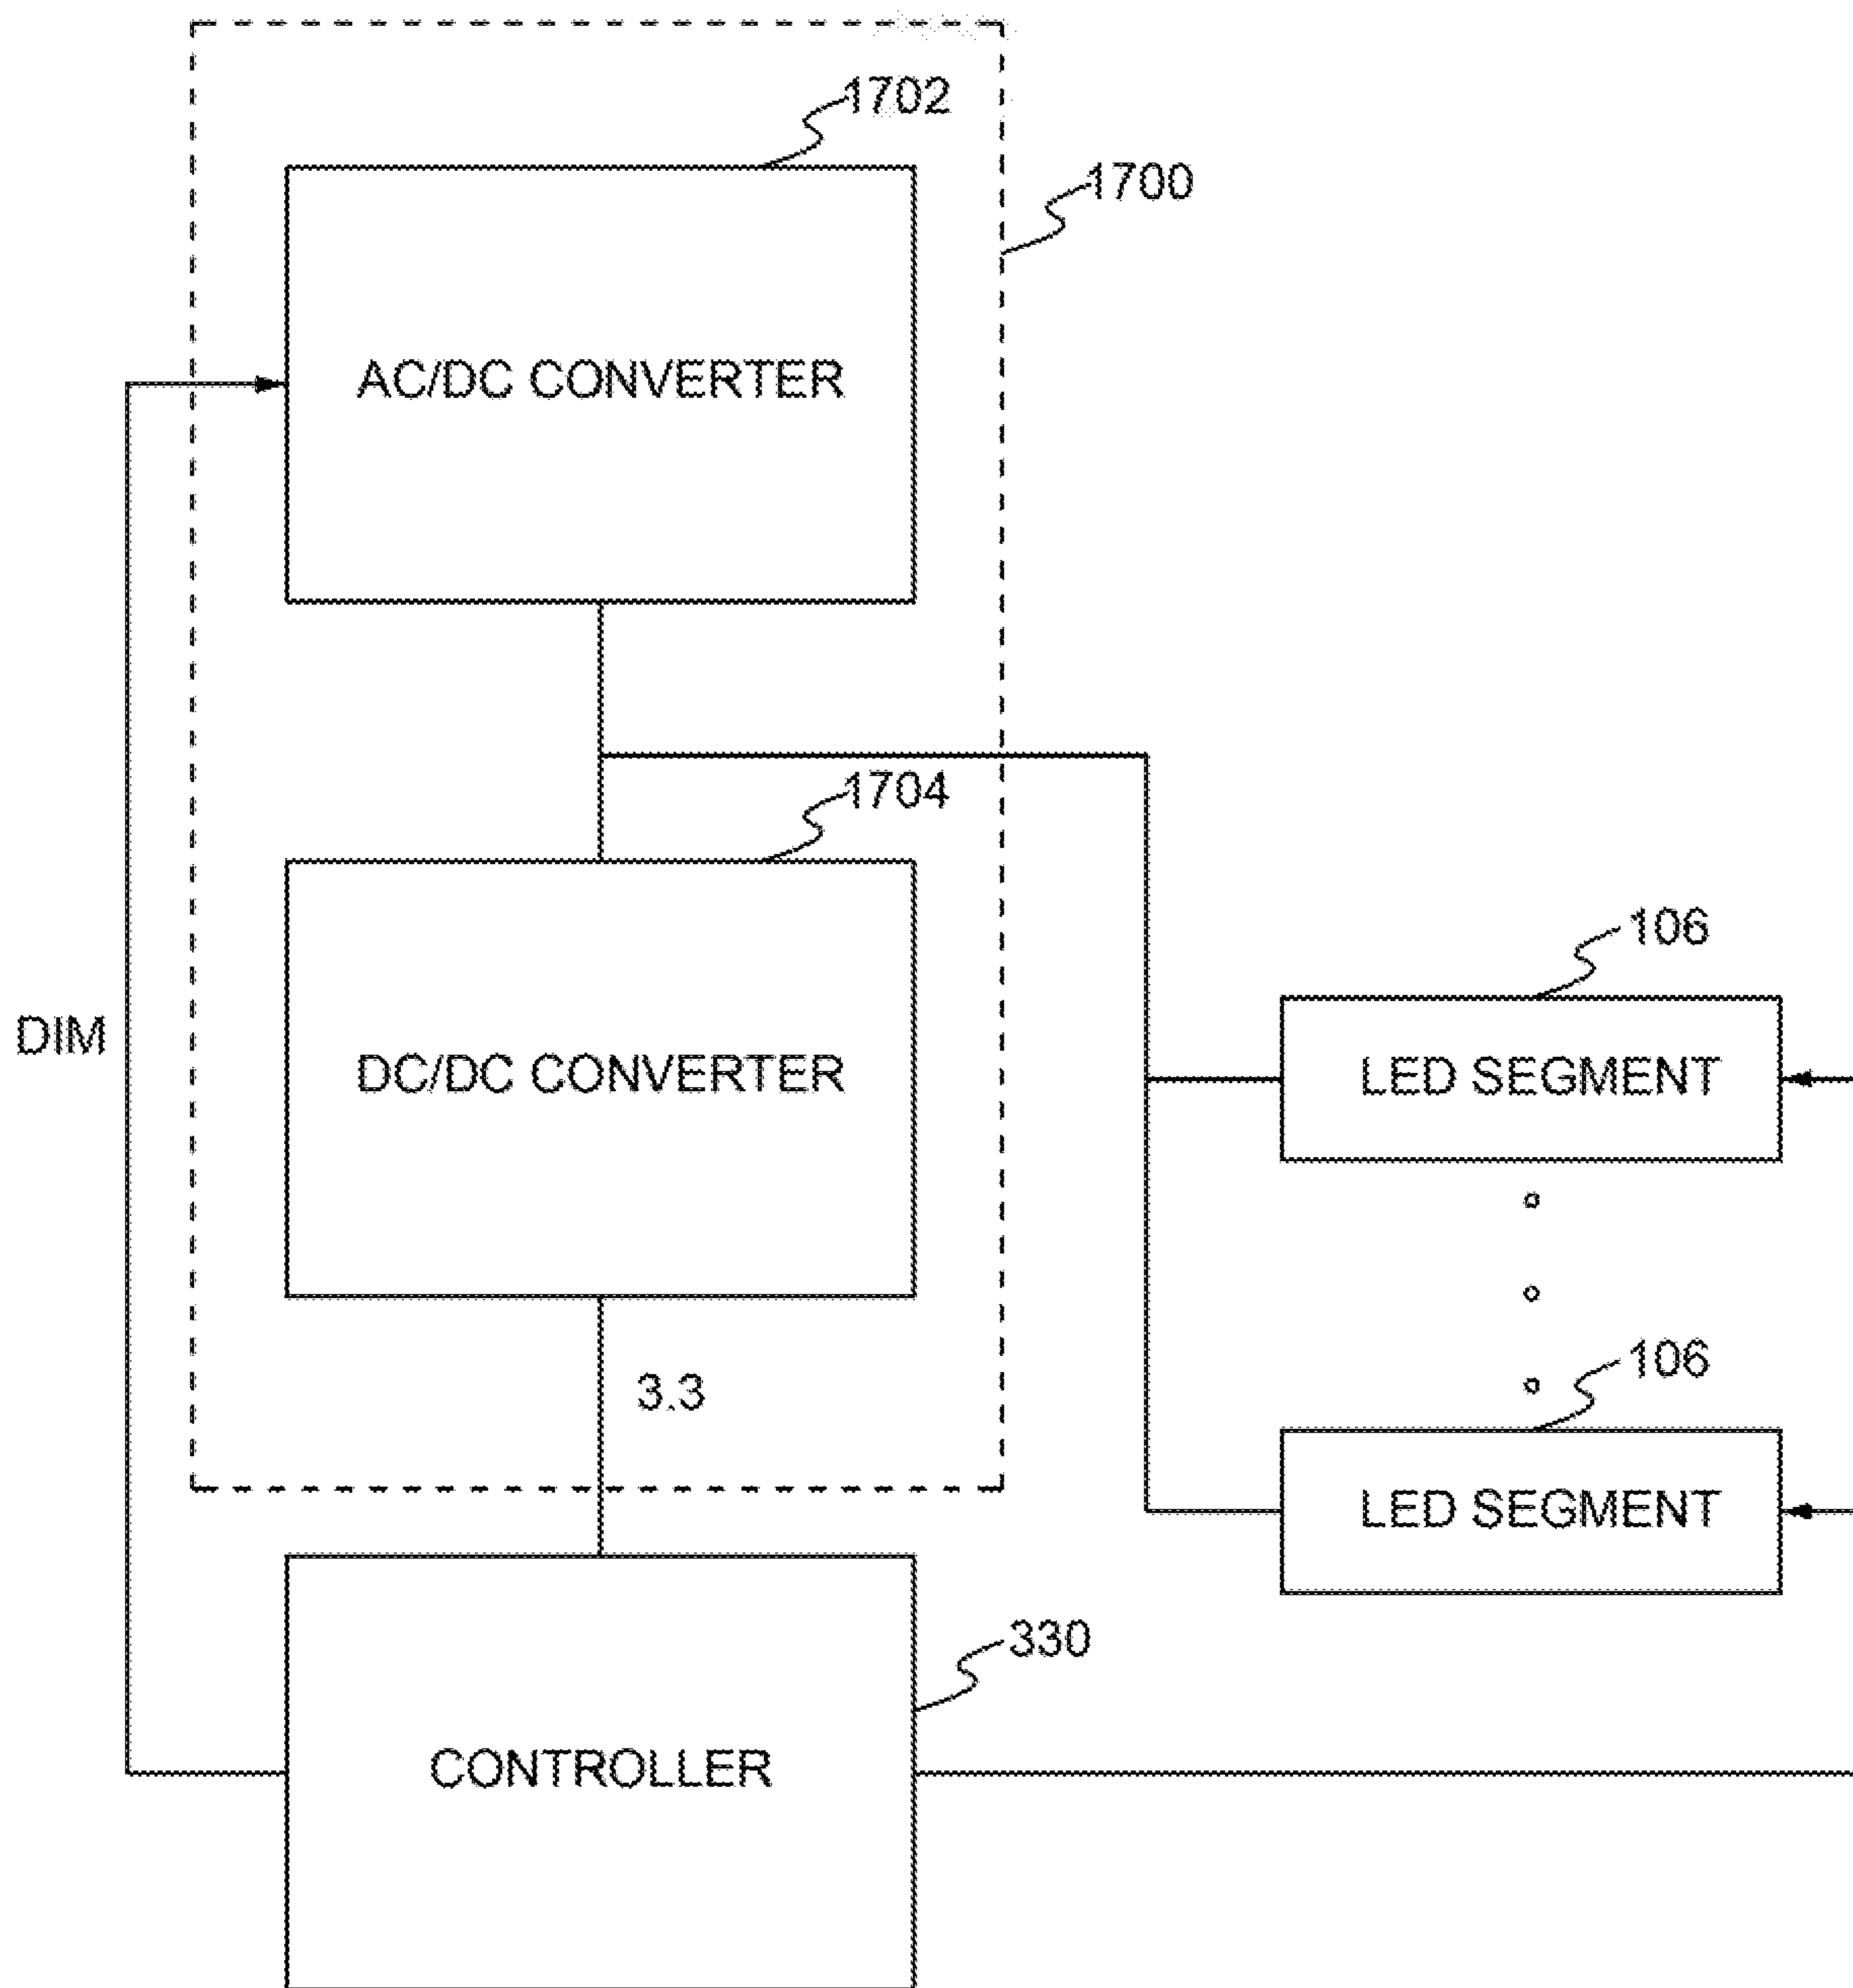 1702
1700
AC/DC CONVERTER
1704
106
DIM
DC/DC CONVERTER
LED SEGMENT
106
3.3
LED SEGMENT
330
CONTROLLER